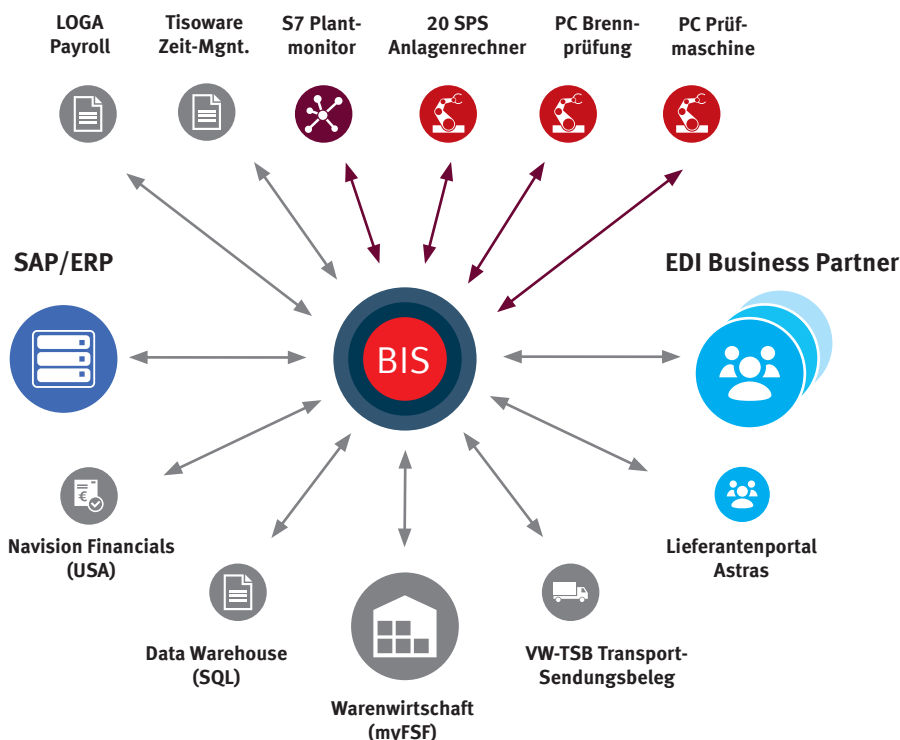 LOGA
Payroll
Tisoware
Zeit-Mgnt.
S7 Plant-
monitor
20 SPS
Anlagenrechner
PC Brenn-
prüfung
PC Prüf-
maschine
SAP/ERP
EDI Business Partner
BIS
€
Navision Financials
(USA)
Lieferantenportal
Astras
Data Warehouse
(SQL)
VW-TSB Transport-
Sendungsbeleg
Warenwirtschaft
(myFSF)